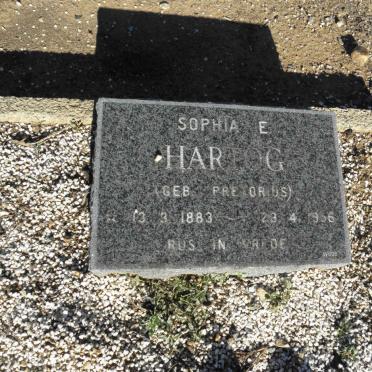 SOPHIA E.
HARTOG
(GEB. PRETORIUS)
13. 3. 1883 — 23. 4. 1956
RUS IN VREDE